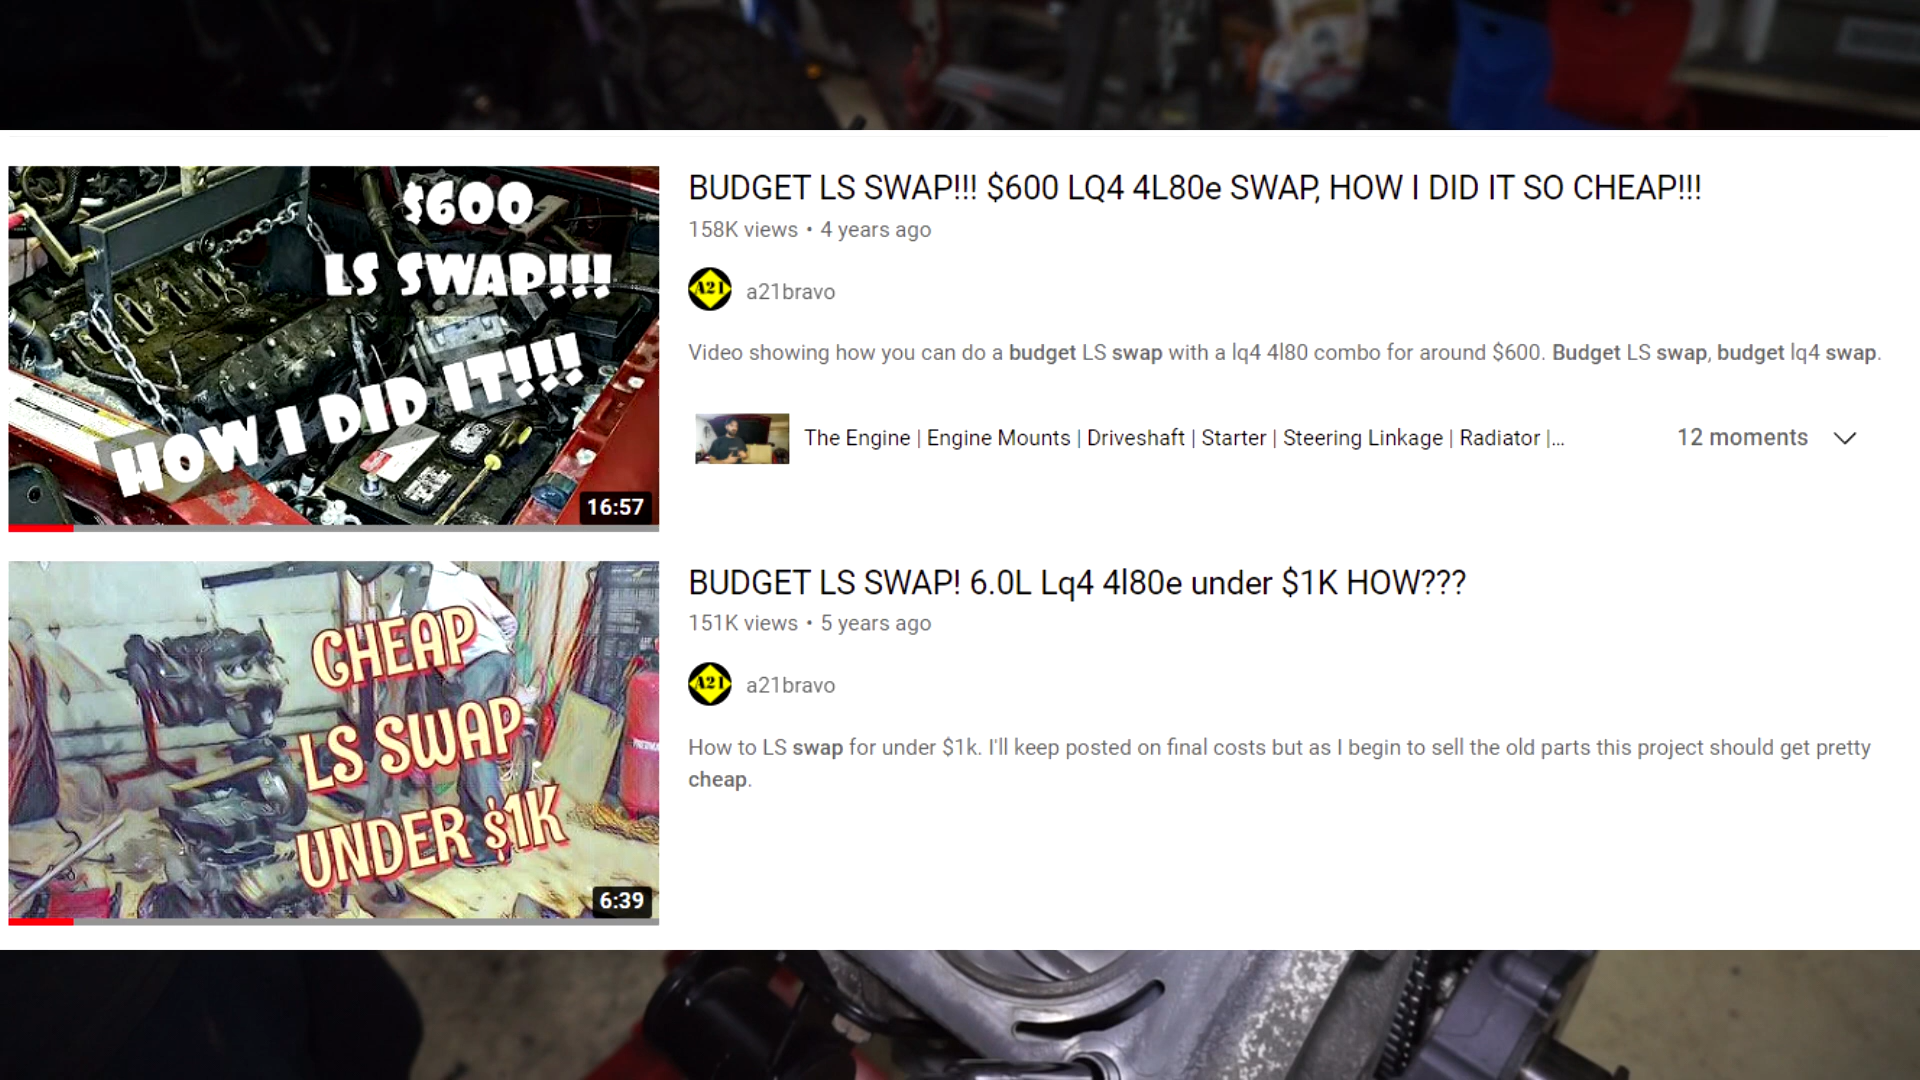 $600
LS SWAP!!!
HOW I DID IT!!!
16:57
BUDGET LS SWAP!!! $600 LQ4 4L80e SWAP, HOW I DID IT SO CHEAP!!!
158K views • 4 years ago
A21
a21bravo
Video showing how you can do a budget LS swap with a lq4 4l80 combo for around $600. Budget LS swap, budget lq4 swap.
The Engine | Engine Mounts | Driveshaft | Starter | Steering Linkage | Radiator |...
12 moments
CHEAP
LS SWAP
UNDER $1K
6:39
BUDGET LS SWAP! 6.0L Lq4 4l80e under $1K HOW???
151K views • 5 years ago
A21
a21bravo
How to LS swap for under $1k. I'll keep posted on final costs but as I begin to sell the old parts this project should get pretty
cheap.